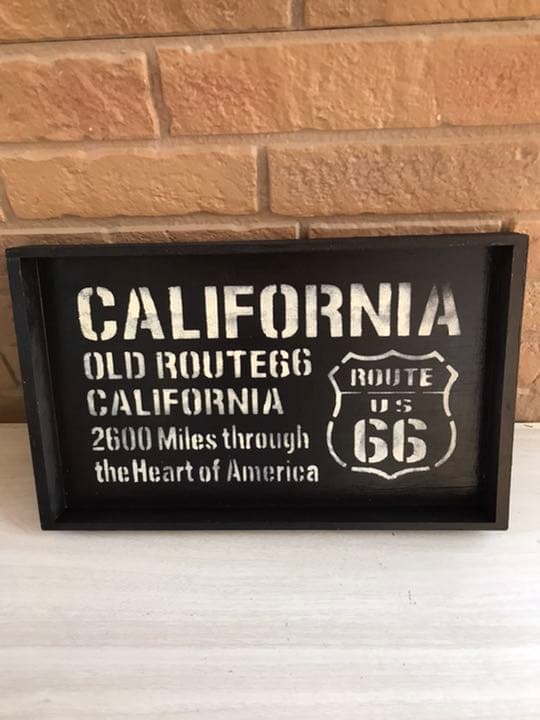 CALIFORNIA
OLD ROUTE66
CALIFORNIA
2600 Miles through
the Heart of America
ROUTE
US
66